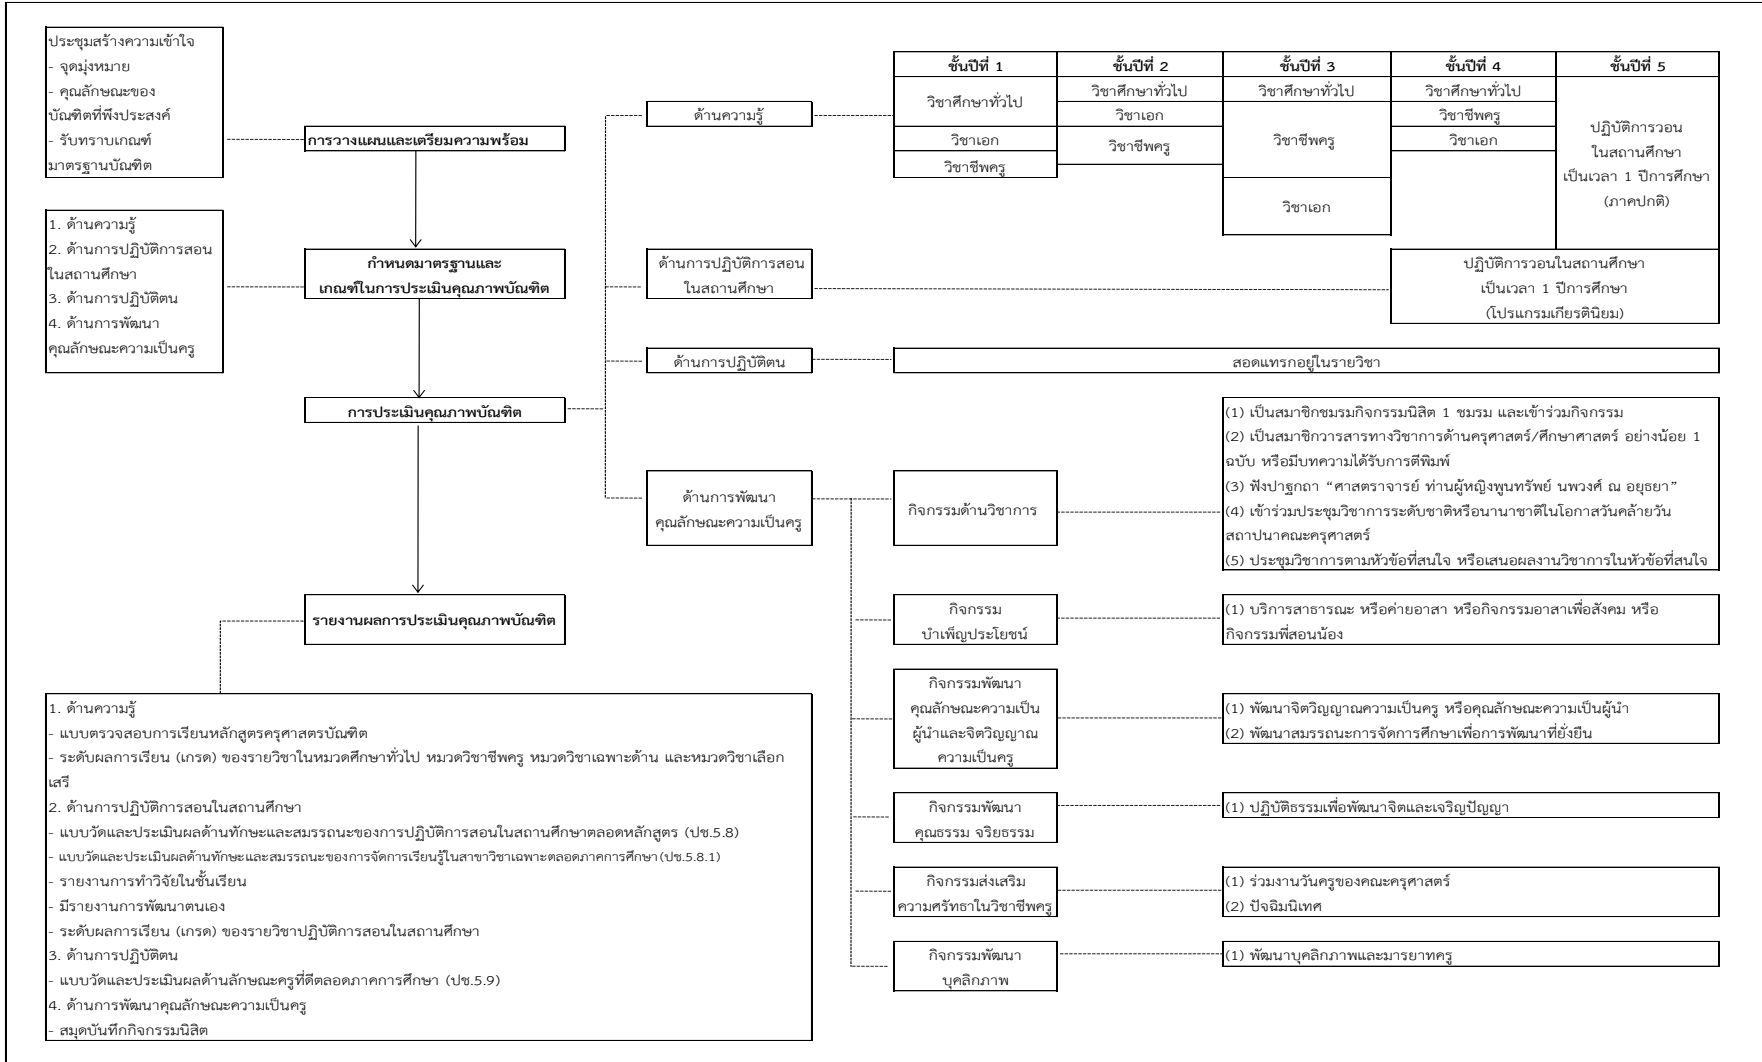 ประชุมสร้างความเข้าใจ
- จุดมุ่งหมาย
- คุณลักษณะของ
บัณฑิตที่พึงประสงค์
- รับทราบเกณฑ์
มาตรฐานบัณฑิต
การวางแผนและเตรียมความพร้อม
1. ด้านความรู้
2. ด้านการปฏิบัติการสอน
ในสถานศึกษา
3. ด้านการปฏิบัติตน
4. ด้านการพัฒนา
คุณลักษณะความเป็นครู
กำหนดมาตรฐานและ
เกณฑ์ในการประเมินคุณภาพบัณฑิต
การประเมินคุณภาพบัณฑิต
รายงานผลการประเมินคุณภาพบัณฑิต
1. ด้านความรู้
- แบบตรวจสอบการเรียนหลักสูตรครุศาสตรบัณฑิต
- ระดับผลการเรียน (เกรด) ของรายวิชาในหมวดศึกษาทั่วไป หมวดวิชาชีพครู หมวดวิชาเฉพาะด้าน และหมวดวิชาเลือก
เสรี
2. ด้านการปฏิบัติการสอนในสถานศึกษา
- แบบวัดและประเมินผลด้านทักษะและสมรรถนะของการปฏิบัติการสอนในสถานศึกษาตลอดหลักสูตร (ปช.5.8)
- แบบวัดและประเมินผลด้านทักษะและสมรรถนะของการจัดการเรียนรู้ในสาขาวิชาเฉพาะตลอดภาคการศึกษา (ปช.5.8.1)
- รายงานการทำวิจัยในชั้นเรียน
- มีรายงานการพัฒนาตนเอง
- ระดับผลการเรียน (เกรด) ของรายวิชาปฏิบัติการสอนในสถานศึกษา
3. ด้านการปฏิบัติตน
- แบบวัดและประเมินผลด้านลักษณะครูที่ดีตลอดภาคการศึกษา (ปช.5.9)
4. ด้านการพัฒนาคุณลักษณะความเป็นครู
- สมุดบันทึกกิจกรรมนิสิต
ด้านความรู้
ชั้นปีที่ 1
วิชาศึกษาทั่วไป
วิชาเอก
วิชาชีพครู
ชั้นปีที่ 2
วิชาศึกษาทั่วไป
วิชาเอก
วิชาชีพครู
ชั้นปีที่ 3
วิชาศึกษาทั่วไป
วิชาชีพครู
วิชาเอก
ชั้นปีที่ 4
วิชาศึกษาทั่วไป
วิชาชีพครู
วิชาเอก
ชั้นปีที่ 5
ปฏิบัติการวอน
ในสถานศึกษา
เป็นเวลา 1 ปีการศึกษา
(ภาคปกติ)
ด้านการปฏิบัติการสอน
ในสถานศึกษา
ปฏิบัติการวอนในสถานศึกษา
เป็นเวลา 1 ปีการศึกษา
(โปรแกรมเกียรตินิยม)
ด้านการปฏิบัติตน
สอดแทรกอยู่ในรายวิชา
ด้านการพัฒนา
คุณลักษณะความเป็นครู
กิจกรรมด้านวิชาการ
(1) เป็นสมาชิกชมรมกิจกรรมนิสิต 1 ชมรม และเข้าร่วมกิจกรรม
(2) เป็นสมาชิกวารสารทางวิชาการด้านครุศาสตร์/ศึกษาศาสตร์ อย่างน้อย 1
ฉบับ หรือมีบทความได้รับการตีพิมพ์
(3) ฟังปาฐกถา “ศาสตราจารย์ ท่านผู้หญิงพูนทรัพย์ นพวงศ์ ณ อยุธยา”
(4) เข้าร่วมประชุมวิชาการระดับชาติหรือนานาชาติในโอกาสวันคล้ายวัน
สถาปนาคณะครุศาสตร์
(5) ประชุมวิชาการตามหัวข้อที่สนใจ หรือเสนอผลงานวิชาการในหัวข้อที่สนใจ
กิจกรรม
บำเพ็ญประโยชน์
(1) บริการสาธารณะ หรือค่ายอาสา หรือกิจกรรมอาสาเพื่อสังคม หรือ
กิจกรรมพี่สอนน้อง
กิจกรรมพัฒนา
คุณลักษณะความเป็น
ผู้นำและจิตวิญญาณ
ความเป็นครู
(1) พัฒนาจิตวิญญาณความเป็นครู หรือคุณลักษณะความเป็นผู้นำ
(2) พัฒนาสมรรถนะการจัดการศึกษาเพื่อการพัฒนาที่ยั่งยืน
กิจกรรมพัฒนา
คุณธรรม จริยธรรม
(1) ปฏิบัติธรรมเพื่อพัฒนาจิตและเจริญปัญญา
กิจกรรมส่งเสริม
ความศรัทธาในวิชาชีพครู
(1) ร่วมงานวันครูของคณะครุศาสตร์
(2) ปัจฉิมนิเทศ
กิจกรรมพัฒนา
บุคลิกภาพ
(1) พัฒนาบุคลิกภาพและมารยาทครู